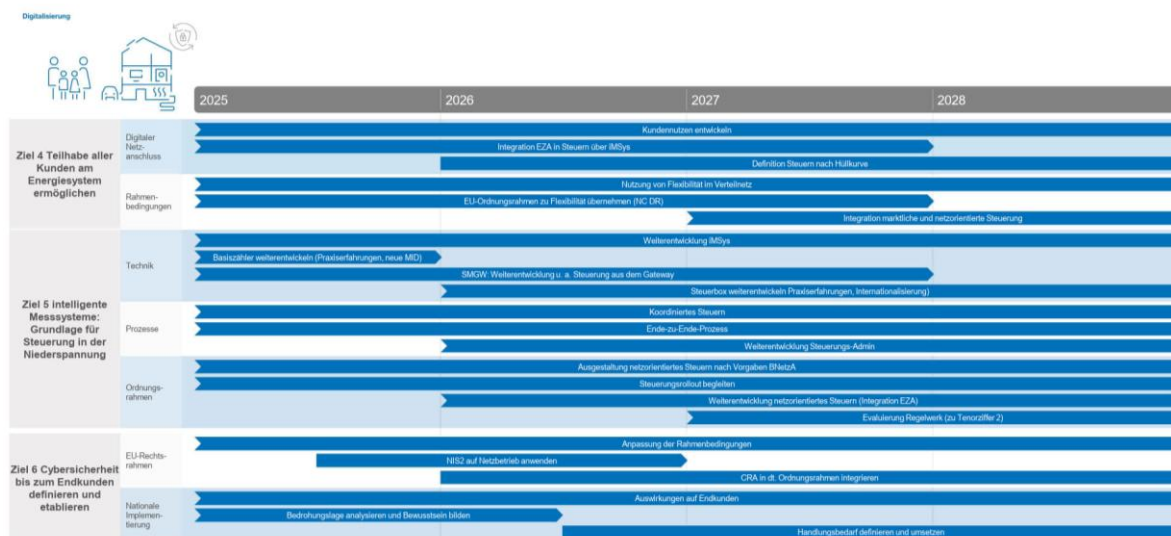 Digitalisierung
2025
2026
2027
2028
Ziel 4 Teilhabe aller
Kunden am
Energiesystem
ermöglichen
Digitaler
Netz-
anschluss
Kundennutzen entwickeln
Integration EZA in Steuern über iMSys
Definition Steuern nach Hüllkurve
Rahmen-
bedingungen
Nutzung von Flexibilität im Verteilnetz
EU-Ordnungsrahmen zu Flexibilität übernehmen (NC DR)
Integration marktliche und netzorientierte Steuerung
Ziel 5 intelligente
Messsysteme:
Grundlage für
Steuerung in der
Niederspannung
Technik
Weiterentwicklung iMSys
Basiszähler weiterentwickeln (Praxiserfahrungen, neue MID)
SMGW: Weiterentwicklung u. a. Steuerung aus dem Gateway
Steuerbox weiterentwickeln Praxiserfahrungen, Internationalisierung)
Prozesse
Koordiniertes Steuern
Ende-zu-Ende-Prozess
Weiterentwicklung Steuerungs-Admin
Ordnungs-
rahmen
Ausgestaltung netzorientiertes Steuern nach Vorgaben BNetzA
Steuerungsrollout begleiten
Weiterentwicklung netzorientiertes Steuern (Integration EZA)
Evaluierung Regelwerk (zu Tenorziffer 2)
Ziel 6 Cybersicherheit
bis zum Endkunden
definieren und
etablieren
EU-Rechts-
rahmen
Anpassung der Rahmenbedingungen
NIS2 auf Netzbetrieb anwenden
CRA in dt. Ordnungsrahmen integrieren
Nationale
Implemen-
tierung
Auswirkungen auf Endkunden
Bedrohungslage analysieren und Bewusstsein bilden
Handlungsbedarf definieren und umsetzen